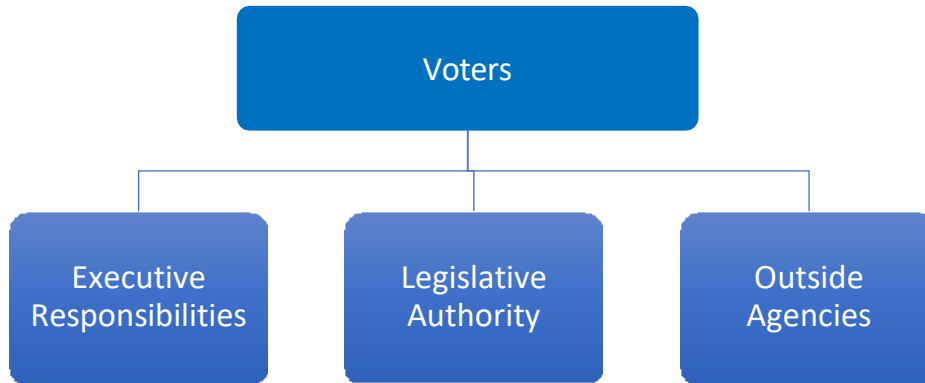 Voters
Executive
Responsibilities
Legislative
Authority
Outside
Agencies